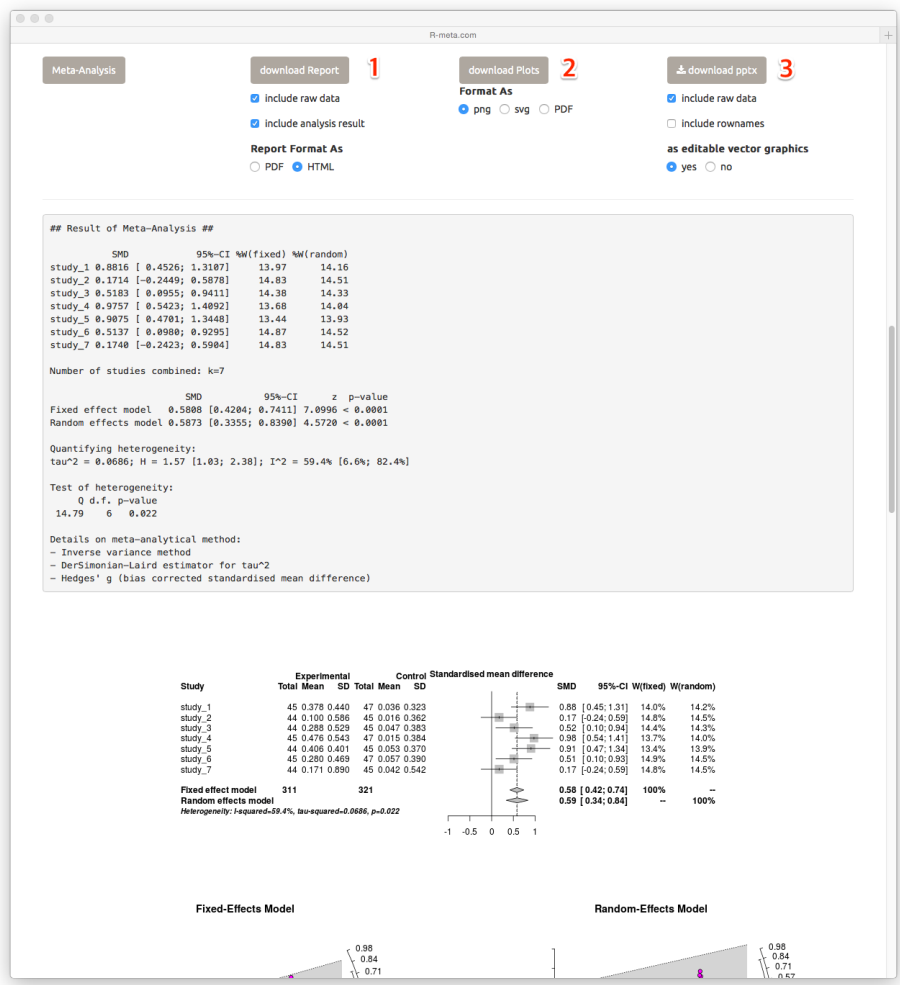 R-meta.com
+
Meta-Analysis
download Report 1
include raw data
include analysis result
Report Format As
PDF HTML
download Plots 2
Format As
png svg PDF
download pptx 3
include raw data
include rownames
as editable vector graphics
yes no
## Result of Meta-Analysis ##
SMD 95%-CI %W(fixed) %W(random)
study_1 0.8816 [ 0.4526; 1.3107] 13.97 14.16
study_2 0.1714 [-0.2449; 0.5878] 14.83 14.51
study_3 0.5183 [ 0.0955; 0.9411] 14.38 14.33
study_4 0.9757 [ 0.5423; 1.4092] 13.68 14.04
study_5 0.9075 [ 0.4701; 1.3448] 13.44 13.93
study_6 0.5137 [ 0.0980; 0.9295] 14.87 14.52
study_7 0.1740 [-0.2423; 0.5904] 14.83 14.51
Number of studies combined: k=7
SMD 95%-CI z p-value
Fixed effect model 0.5808 [0.4204; 0.7411] 7.0996 < 0.0001
Random effects model 0.5873 [0.3355; 0.8390] 4.5720 < 0.0001
Quantifying heterogeneity:
tau^2 = 0.0686; H = 1.57 [1.03; 2.38]; I^2 = 59.4% [6.6%; 82.4%]
Test of heterogeneity:
Q d.f. p-value
14.79 6 0.022
Details on meta-analytical method:
- Inverse variance method
- DerSimonian-Laird estimator for tau^2
- Hedges' g (bias corrected standardised mean difference)
Experimental Control Standardised mean difference
Study Total Mean SD Total Mean SD SMD 95%-CI W(fixed) W(random)
study_1 45 0.378 0.440 47 0.036 0.323 0.88 [ 0.45; 1.31] 14.0% 14.2%
study_2 44 0.100 0.586 45 0.016 0.362 0.17 [-0.24; 0.59] 14.8% 14.5%
study_3 44 0.288 0.529 45 0.047 0.383 0.52 [ 0.10; 0.94] 14.4% 14.3%
study_4 45 0.476 0.543 47 0.015 0.384 0.98 [ 0.54; 1.41] 13.7% 14.0%
study_5 44 0.406 0.401 45 0.053 0.370 0.91 [ 0.47; 1.34] 13.4% 13.9%
study_6 45 0.280 0.469 47 0.057 0.390 0.51 [ 0.10; 0.93] 14.9% 14.5%
study_7 44 0.171 0.890 45 0.042 0.542 0.17 [-0.24; 0.59] 14.8% 14.5%
Fixed effect model 311 321 0.58 [ 0.42; 0.74] 100% --
Random effects model 0.59 [ 0.34; 0.84] -- 100%
Heterogeneity: I-squared=59.4%, tau-squared=0.0686, p=0.022
-1 -0.5 0 0.5 1
Fixed-Effects Model
0.98
0.84
0.71
Random-Effects Model
0.98
0.84
0.71
0.57